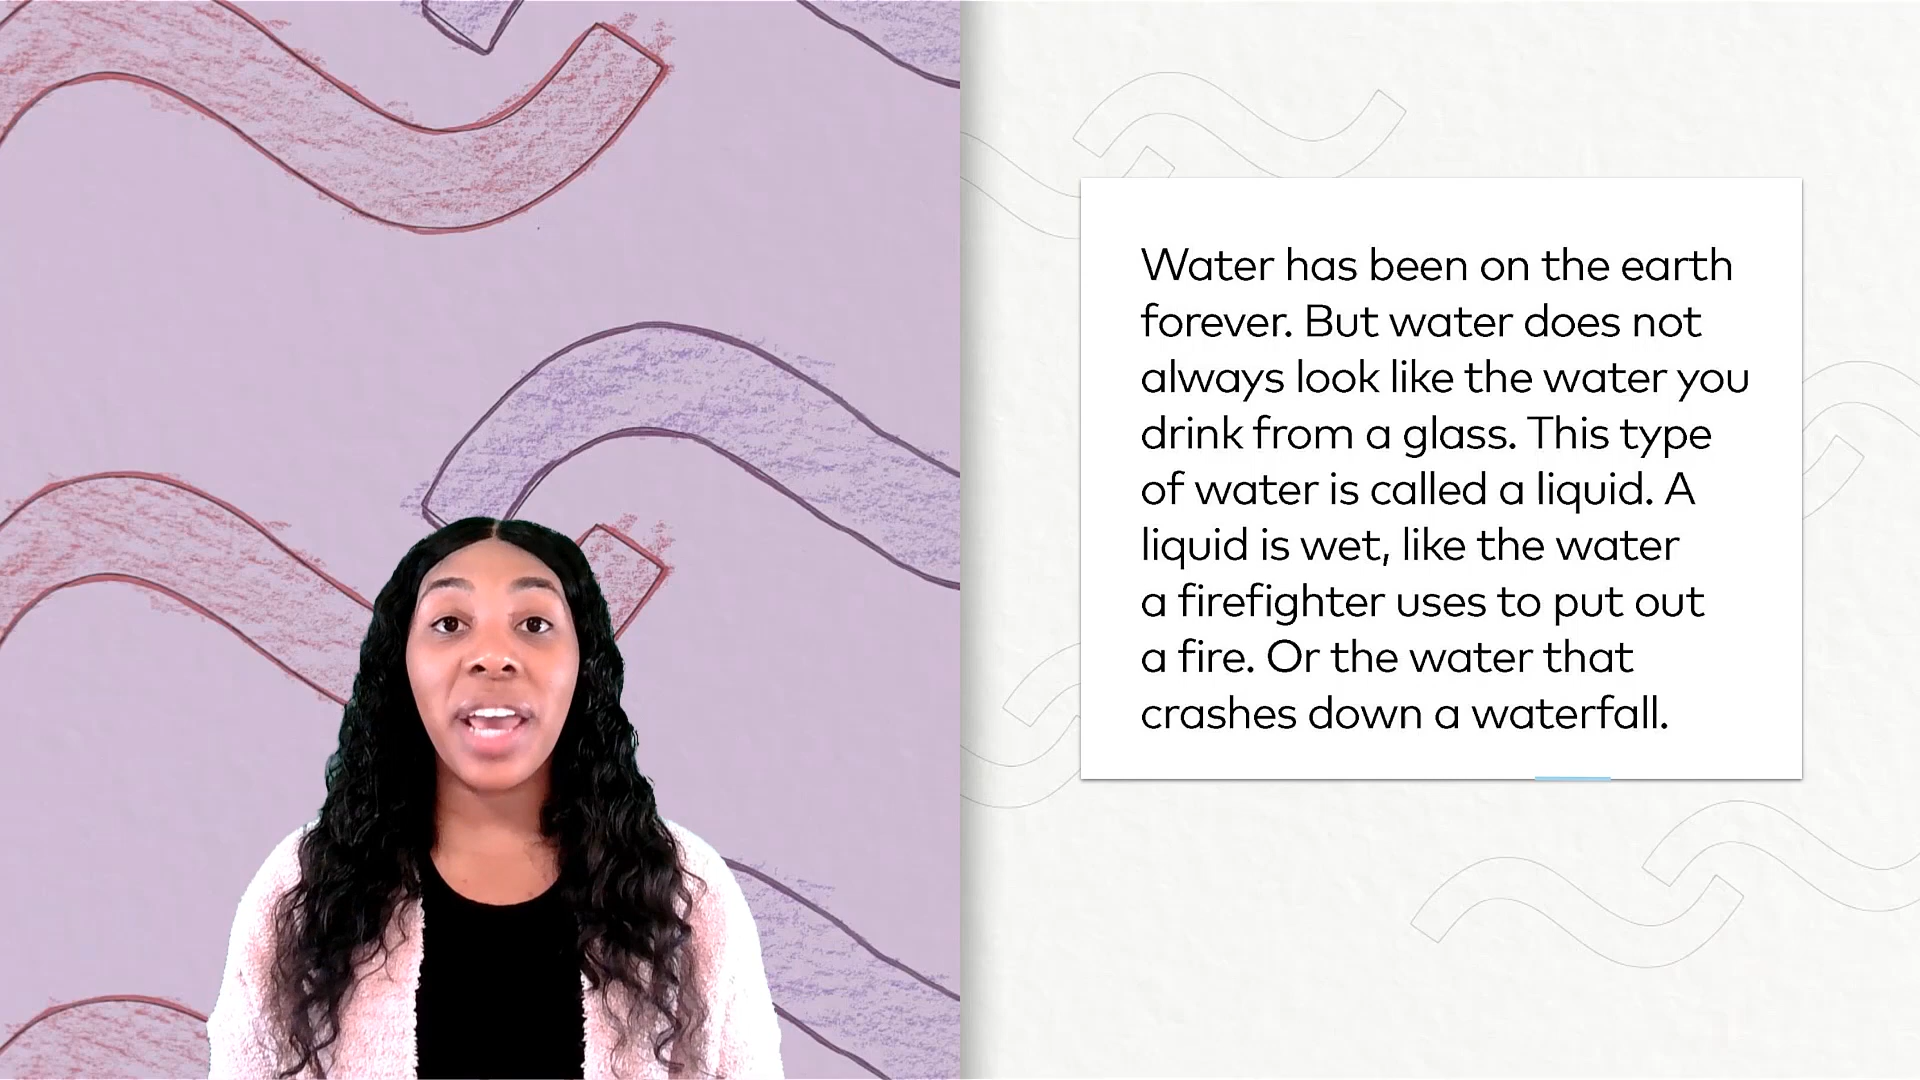 Water has been on the earth
forever. But water does not
always look like the water you
drink from a glass. This type
of water is called a liquid. A
liquid is wet, like the water
a firefighter uses to put out
a fire. Or the water that
crashes down a waterfall.